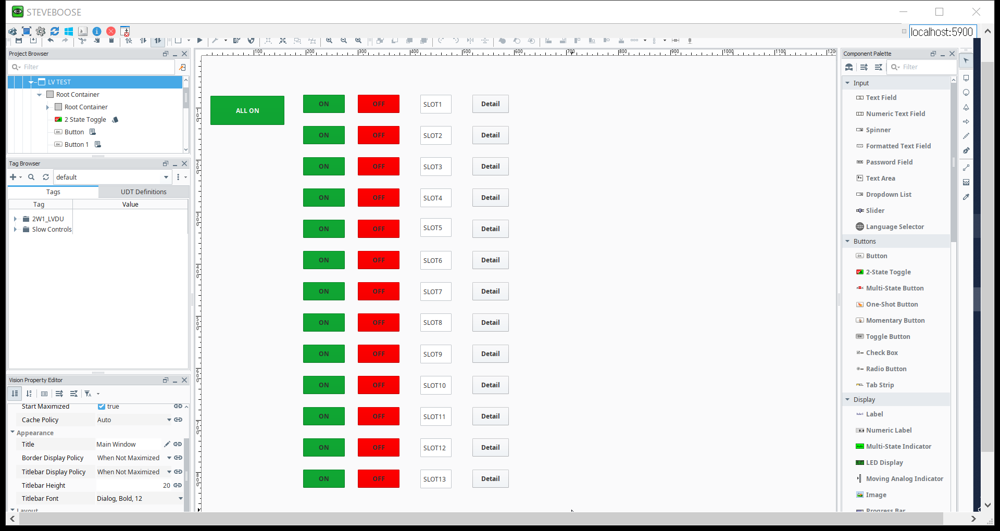 STEVEBOOSE
localhost:5900
Project Browser
Filter
LV TEST
Root Container
Root Container
2 State Toggle
Button
Button 1
Tag Browser
default
Tags UDT Definitions
Tag Value
2W1_LVDU
Slow Controls
Vision Property Editor
Start Maximized true
Cache Policy Auto
Appearance
Title Main Window
Border Display Policy When Not Maximized
Titlebar Display Policy When Not Maximized
Titlebar Height 20
Titlebar Font Dialog, Bold, 12
Layout
100 200 300 400 500 600 700 800 900 1000 1100 1200
100
200
300
400
500
600
700
800
ALL ON
ON OFF SLOT1 Detail
ON OFF SLOT2 Detail
ON OFF SLOT3 Detail
ON OFF SLOT4 Detail
ON OFF SLOT5 Detail
ON OFF SLOT6 Detail
ON OFF SLOT7 Detail
ON OFF SLOT8 Detail
ON OFF SLOT9 Detail
ON OFF SLOT10 Detail
ON OFF SLOT11 Detail
ON OFF SLOT12 Detail
ON OFF SLOT13 Detail
Component Palette
Filter
Input
Text Field
Numeric Text Field
Spinner
Formatted Text Field
Password Field
Text Area
Dropdown List
Slider
Language Selector
Buttons
Button
2-State Toggle
Multi-State Button
One-Shot Button
Momentary Button
Toggle Button
Check Box
Radio Button
Tab Strip
Display
Label
Numeric Label
Multi-State Indicator
LED Display
Moving Analog Indicator
Image
Progress Bar